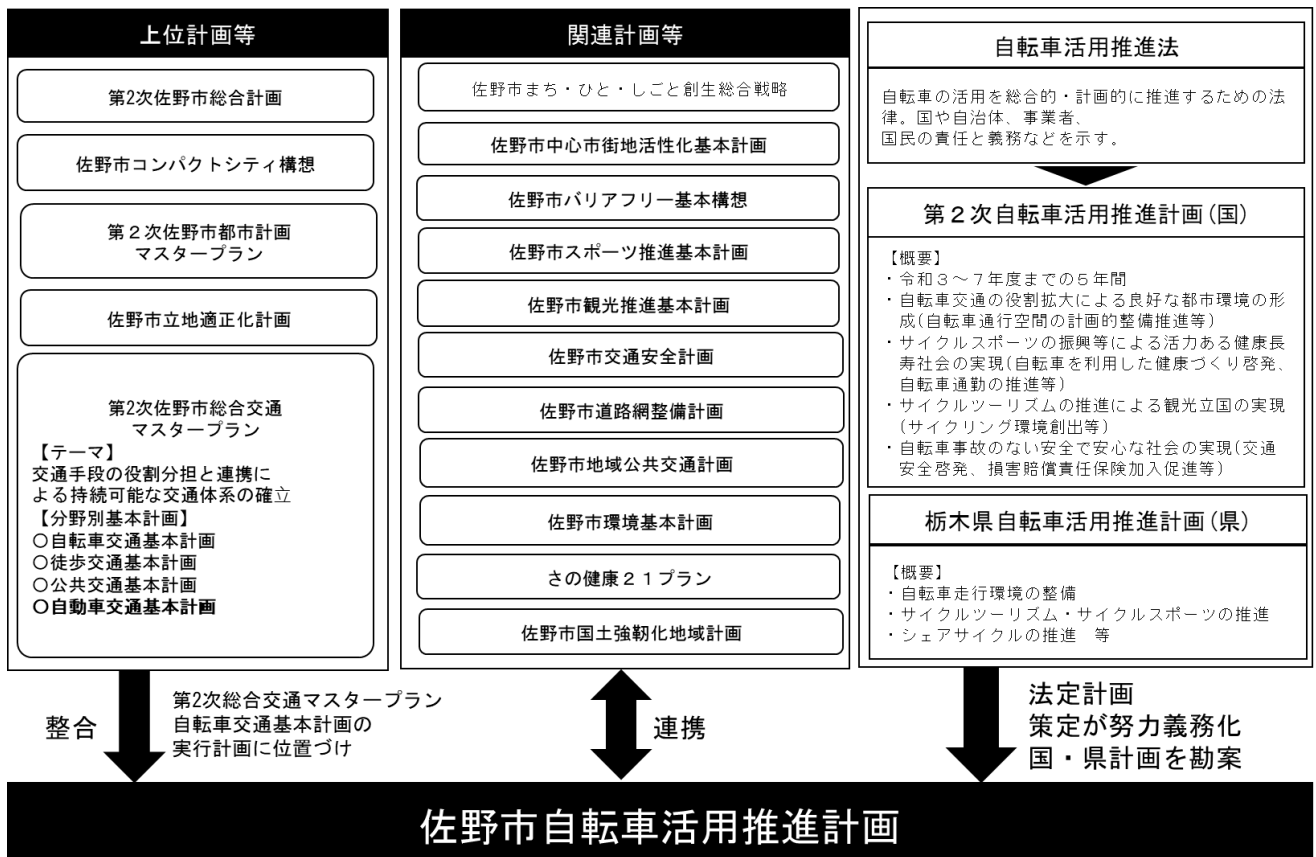 上位計画等
第2次佐野市総合計画
佐野市コンパクトシティ構想
第２次佐野市都市計画
マスタープラン
佐野市立地適正化計画
第2次佐野市総合交通
マスタープラン
【テーマ】
交通手段の役割分担と連携に
よる持続可能な交通体系の確立
【分野別基本計画】
〇自転車交通基本計画
〇徒歩交通基本計画
〇公共交通基本計画
〇自動車交通基本計画
関連計画等
佐野市まち・ひと・しごと創生総合戦略
佐野市中心市街地活性化基本計画
佐野市バリアフリー基本構想
佐野市スポーツ推進基本計画
佐野市観光推進基本計画
佐野市交通安全計画
佐野市道路網整備計画
佐野市地域公共交通計画
佐野市環境基本計画
さの健康２１プラン
佐野市国土強靭化地域計画
自転車活用推進法
自転車の活用を総合的・計画的に推進するための法
律。国や自治体、事業者、
国民の責任と義務などを示す。
第２次自転車活用推進計画(国)
【概要】
・令和３～７年度までの５年間
・自転車交通の役割拡大による良好な都市環境の形
成(自転車通行空間の計画的整備推進等)
・サイクルスポーツの振興等による活力ある健康長
寿社会の実現(自転車を利用した健康づくり啓発、
自転車通勤の推進等)
・サイクルツーリズムの推進による観光立国の実現
(サイクリング環境創出等)
・自転車事故のない安全で安心な社会の実現(交通
安全啓発、損害賠償責任保険加入促進等)
栃木県自転車活用推進計画(県)
【概要】
・自転車走行環境の整備
・サイクルツーリズム・サイクルスポーツの推進
・シェアサイクルの推進　等
整合
第2次総合交通マスタープラン
自転車交通基本計画の
実行計画に位置づけ
連携
法定計画
策定が努力義務化
国・県計画を勘案
佐野市自転車活用推進計画